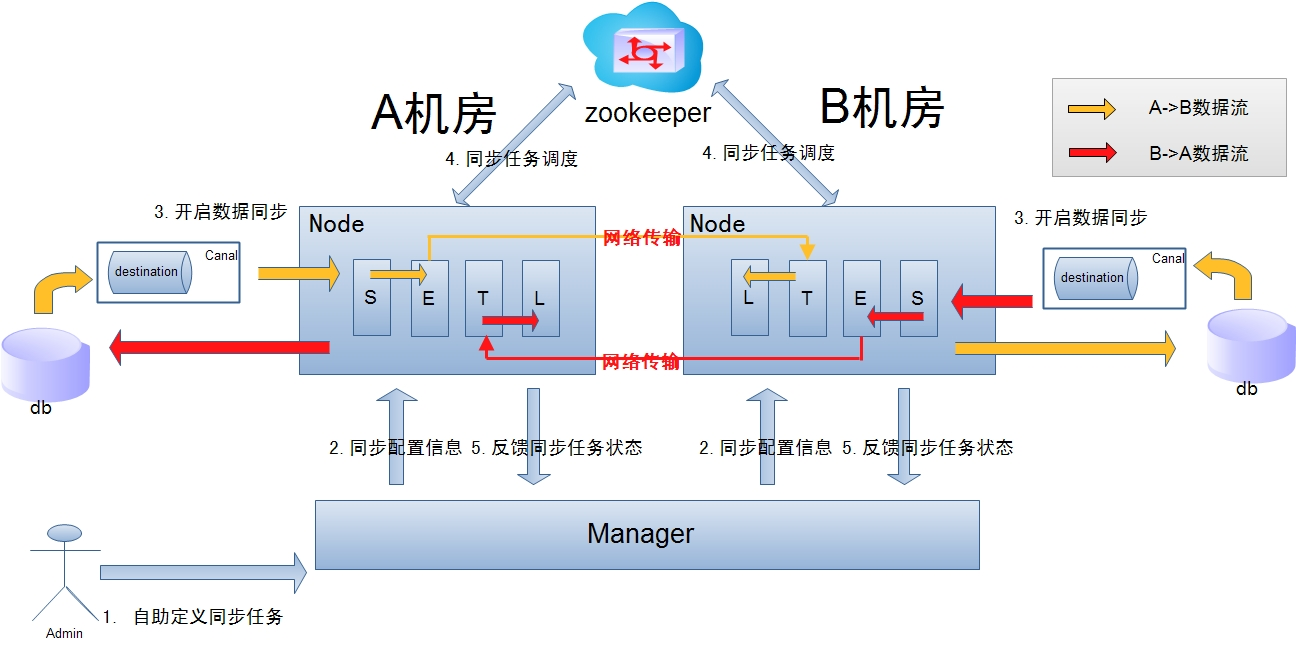 zookeeper
A机房
B机房
A->B数据流
B->A数据流
4. 同步任务调度
4. 同步任务调度
3. 开启数据同步
3. 开启数据同步
Node
Node
网络传输
Canal
destination
S
E
T
L
L
T
E
S
Canal
destination
网络传输
db
db
2. 同步配置信息
5. 反馈同步任务状态
2. 同步配置信息
5. 反馈同步任务状态
Manager
1. 自助定义同步任务
Admin